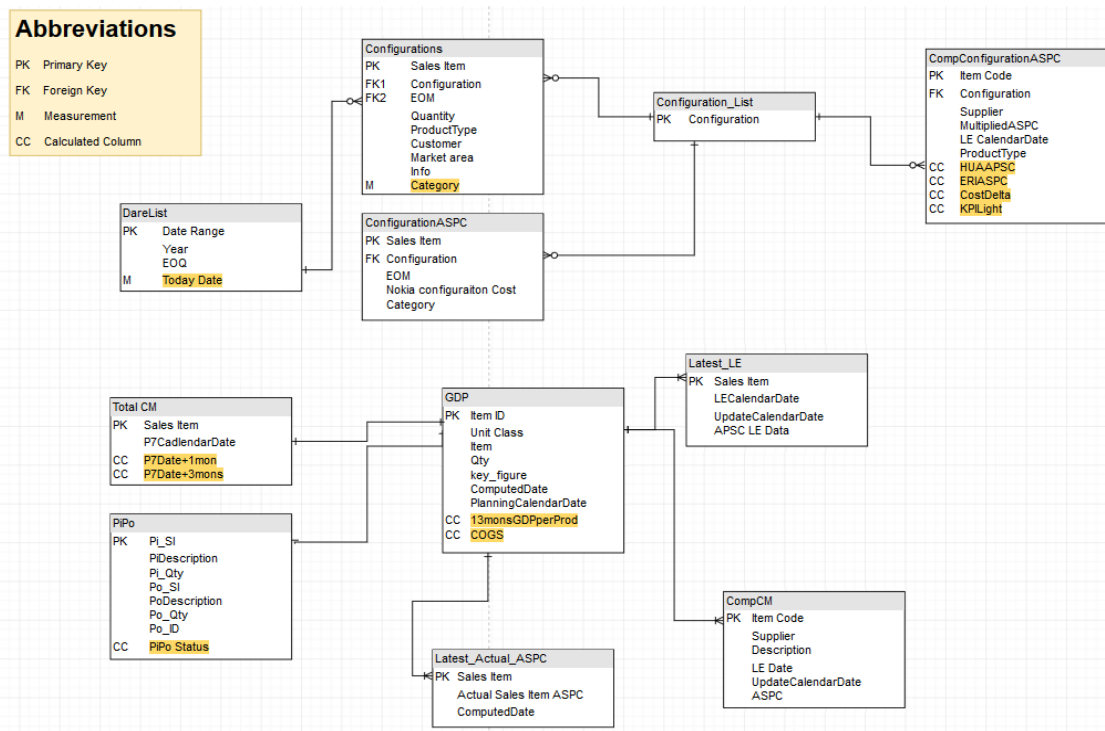 Abbreviations
PK Primary Key
FK Foreign Key
M Measurement
CC Calculated Column
Configurations
PK Sales Item
FK1 Configuration
FK2 EOM
Quantity
ProductType
Customer
Market area
Info
M Category
Configuration_List
PK Configuration
CompConfigurationASPC
PK Item Code
FK Configuration
Supplier
MultipiedASPC
LE CalendarDate
ProductType
CC HUAAPSC
CC ERIASPC
CC CostDelta
CC KPILight
DareList
PK Date Range
Year
EOQ
M Today Date
ConfigurationASPC
PK Sales Item
FK Configuration
EOM
Nokia configuraiton Cost
Category
Total CM
PK Sales Item
P7CadlendarDate
CC P7Date+1mon
CC P7Date+3mons
GDP
PK Item ID
Unit Class
Item
Qty
key_figure
ComputedDate
PlanningCalendarDate
CC 13monsGDPperProd
CC COGS
Latest_LE
PK Sales Item
LECalendarDate
UpdateCalendarDate
APSC LE Data
PiPo
PK Pi_SI
PiDescription
Pi_Qty
Po_SI
PoDescription
Po_Qty
Po_ID
CC PiPo Status
Latest_Actual_ASPC
PK Sales Item
Actual Sales Item ASPC
ComputedDate
CompCM
PK Item Code
Supplier
Description
LE Date
UpdateCalendarDate
ASPC